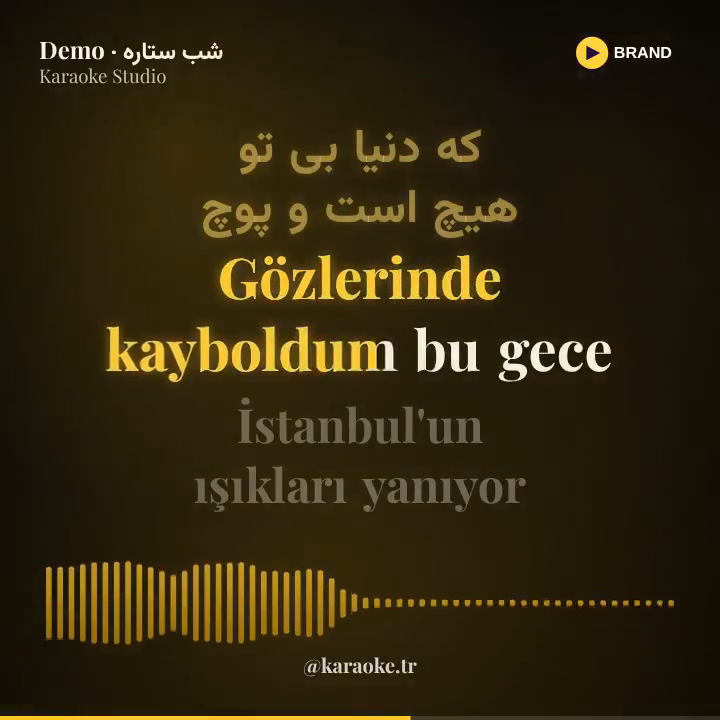 Demo · شب ستاره
Karaoke Studio
BRAND
که دنیا بی تو
هیچ است و پوچ
Gözlerinde
kayboldum bu gece
İstanbul'un
ışıkları yanıyor
@karaoke.tr